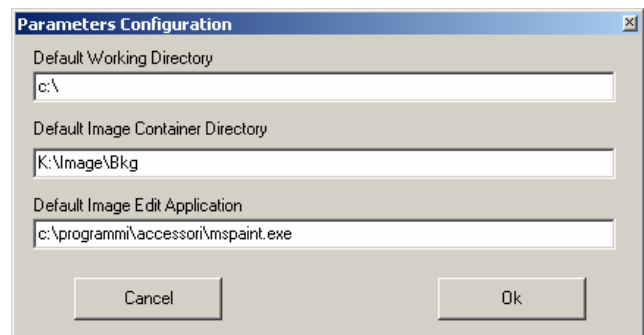 Parameters Configuration
Default Working Directory
c:\
Default Image Container Directory
K:\Image\Bkg
Default Image Edit Application
c:\programmi\accessori\mspaint.exe
Cancel Ok